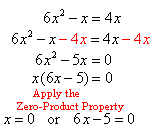 6x² - x = 4x
6x² - x - 4x = 4x - 4x
6x² - 5x = 0
x(6x - 5) = 0
Apply the
Zero-Product Property
x = 0 or 6x - 5 = 0